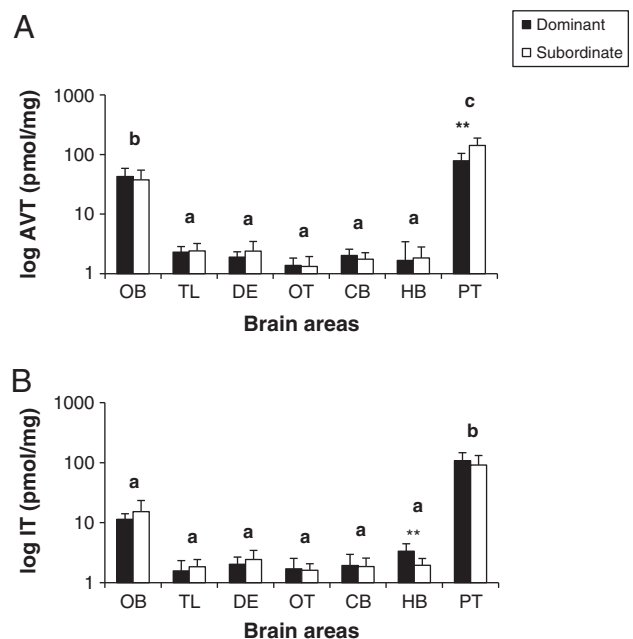 A
Dominant
Subordinate
log AVT (pmol/mg)
1000
100
10
1
b
a
a
a
a
a
c
**
OB TL DE OT CB HB PT
Brain areas
B
log IT (pmol/mg)
1000
100
10
1
a
a
a
a
a
a
**
b
OB TL DE OT CB HB PT
Brain areas